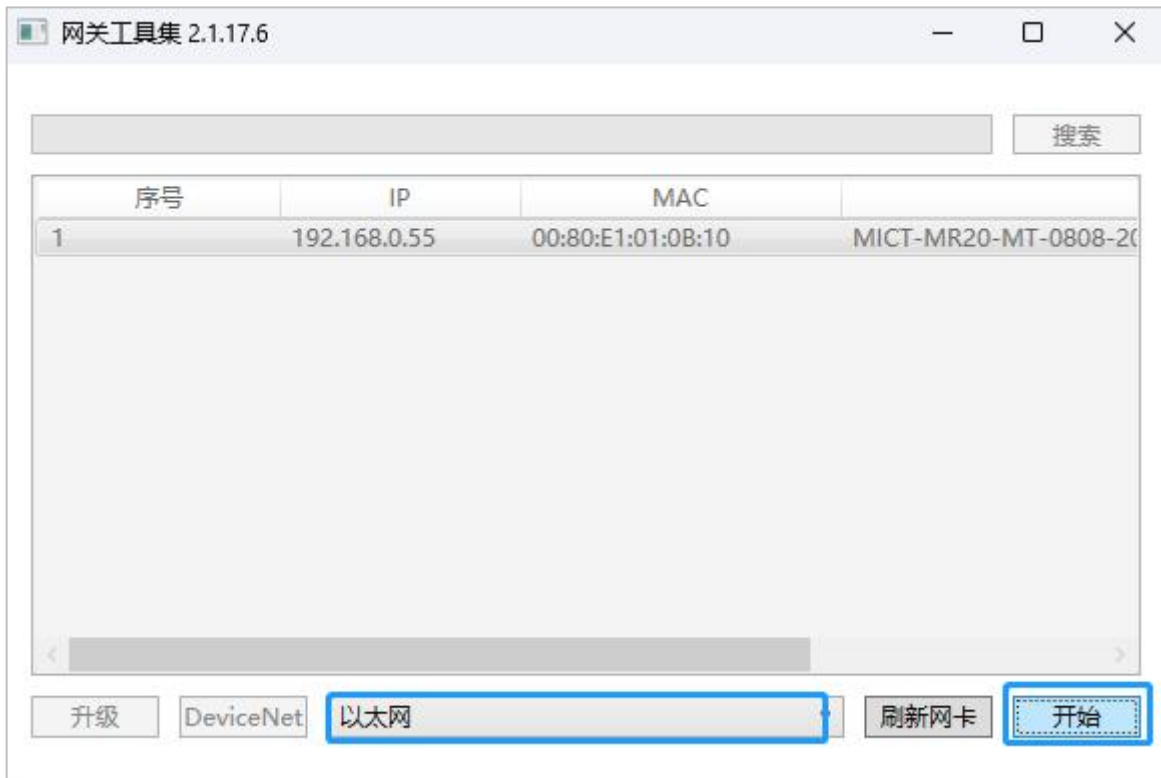 网关工具集 2.1.17.6
搜索
序号 IP MAC
1 192.168.0.55 00:80:E1:01:0B:10 MICT-MR20-MT-0808-20
升级 DeviceNet 以太网 刷新网卡 开始